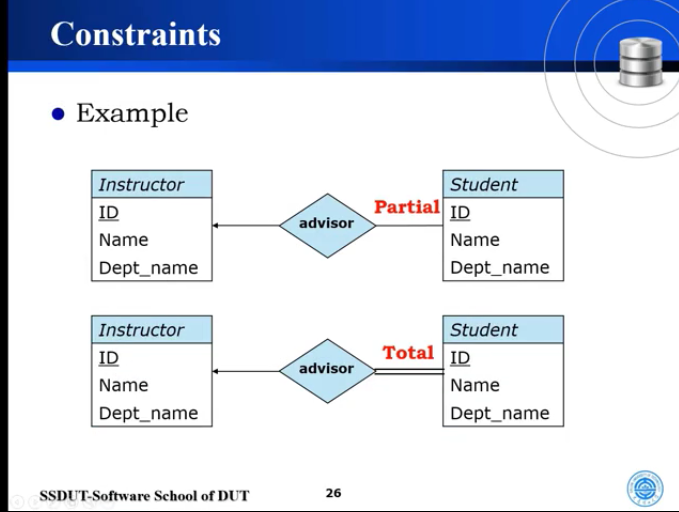 Constraints
Example
Instructor
ID
Name
Dept_name
advisor
Partial
Student
ID
Name
Dept_name
Instructor
ID
Name
Dept_name
advisor
Total
Student
ID
Name
Dept_name
SSDUT-Software School of DUT
26